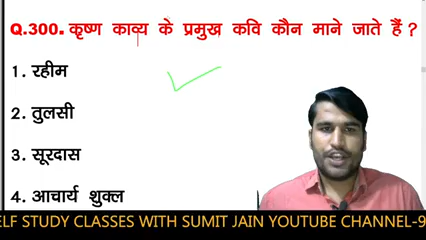 Q.300. कृष्ण काव्य के प्रमुख कवि कौन माने जाते हैं ?
1. रहीम
2. तुलसी
3. सूरदास
4. आचार्य शुक्ल
ELF STUDY CLASSES WITH SUMIT JAIN YOUTUBE CHANNEL-9